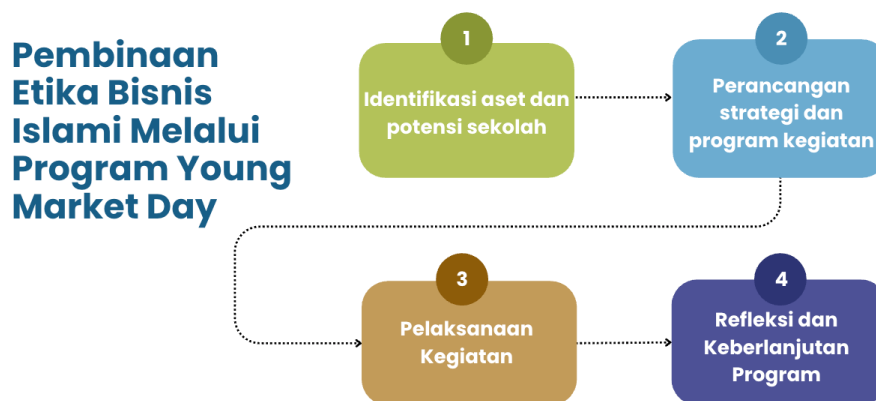 Pembinaan
Etika Bisnis
Islami Melalui
Program Young
Market Day
1
Identifikasi aset dan
potensi sekolah
2
Perancangan
strategi dan
program kegiatan
3
Pelaksanaan
Kegiatan
4
Refleksi dan
Keberlanjutan
Program